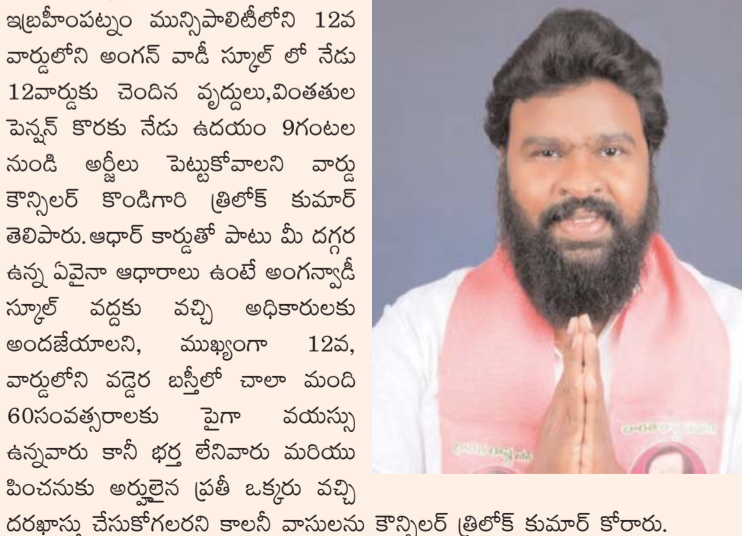 ఇబ్రహీంపట్నం మున్సిపాలిటీలోని 12వ
వార్డులోని అంగన్ వాడీ స్కూల్ లో నేడు
12వార్డుకు చెందిన వృద్దులు,వింతతుల
పెన్షన్ కొరకు నేడు ఉదయం 9గంటల
నుండి అర్జీలు పెట్టుకోవాలని వార్డు
కౌన్సిలర్ కొండిగారి త్రిలోక్ కుమార్
తెలిపారు.ఆధార్ కార్డుతో పాటు మీ దగ్గర
ఉన్న ఏవైనా ఆధారాలు ఉంటే అంగన్వాడీ
స్కూల్ వద్దకు వచ్చి అధికారులకు
అందజేయాలని, ముఖ్యంగా 12వ,
వార్డులోని వడ్డెర బస్తీలో చాలా మంది
60సంవత్సరాలకు పైగా వయస్సు
ఉన్నవారు కానీ భర్త లేనివారు మరియు
పించనుకు అర్హులైన ప్రతీ ఒక్కరు వచ్చి
దరఖాస్తు చేసుకోగలరని కాలనీ వాసులను కౌన్సిలర్ త్రిలోక్ కుమార్ కోరారు.